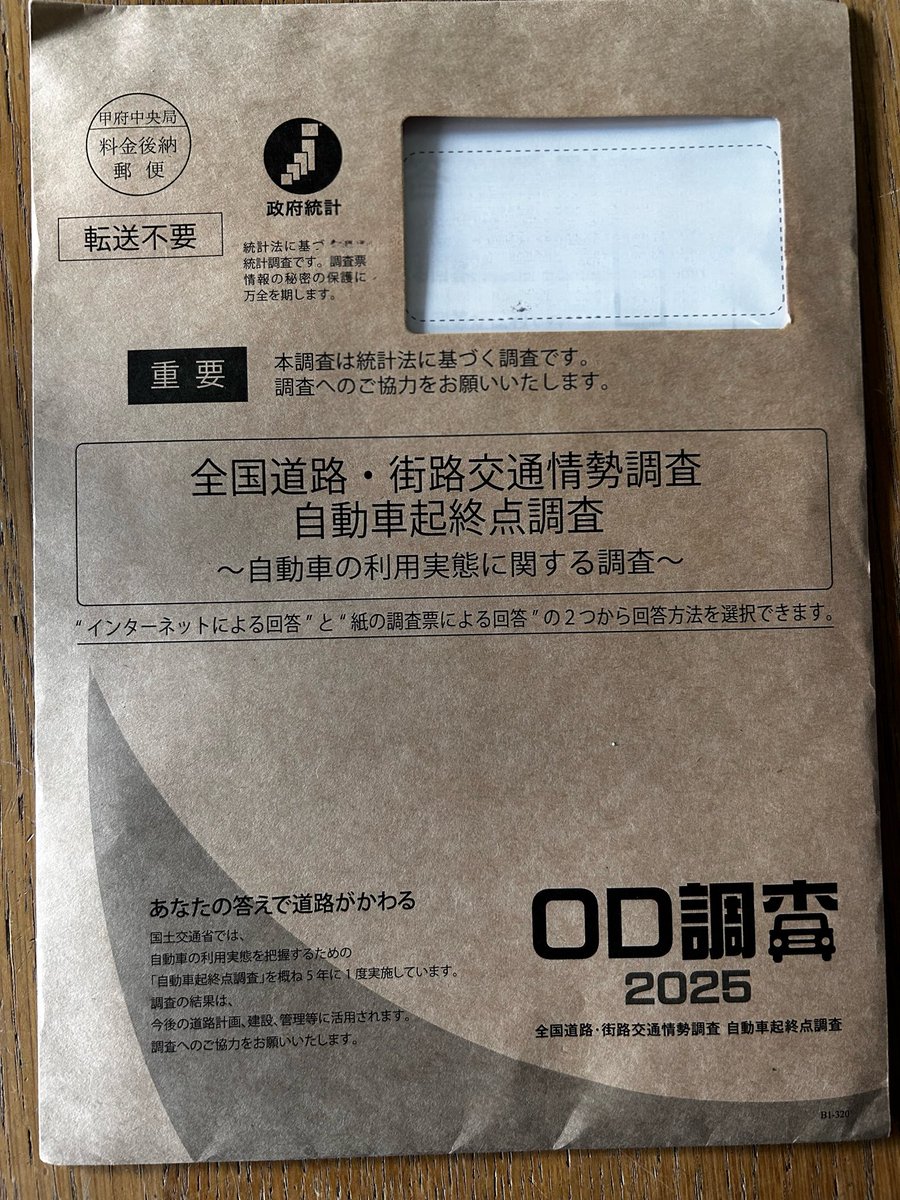 甲府中央局
料金後納
郵便
転送不要
政府統計
統計法に基づ
統計調査です。調査票
情報の秘密の保護に
万全を期します。
重要
本調査は統計法に基づく調査です。
調査へのご協力をお願いいたします。
全国道路・街路交通情勢調査
自動車起終点調査
～自動車の利用実態に関する調査～
“インターネットによる回答”と“紙の調査票による回答”の2つから回答方法を選択できます。
あなたの答えで道路がかわる
国土交通省では、
自動車の利用実態を把握するための
「自動車起終点調査」を概ね5年に1度実施しています。
調査の結果は、
今後の道路計画、建設、管理等に活用されます。
調査へのご協力をお願いいたします。
OD調査
2025
全国道路・街路交通情勢調査 自動車起終点調査
B1-320